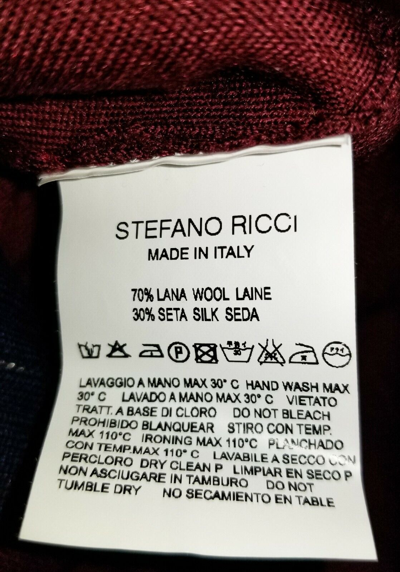 STEFANO RICCI
MADE IN ITALY
70% LANA WOOL LAINE
30% SETA SILK SEDA
LAVAGGIO A MANO MAX 30° C HAND WASH MAX
30° C LAVADO A MANO MAX 30° C VIETATO
TRATT. A BASE DI CLORO DO NOT BLEACH
PROHIBIDO BLANQUEAR STIRO CON TEMP.
MAX 110°C IRONING MAX 110°C PLANCHADO
CON TEMP.MAX 110° C LAVABILE A SECCO CON
PERCLORO DRY CLEAN P LIMPIAR EN SECO P
NON ASCIUGARE IN TAMBURO DO NOT
TUMBLE DRY NO SECAMIENTO EN TABLE